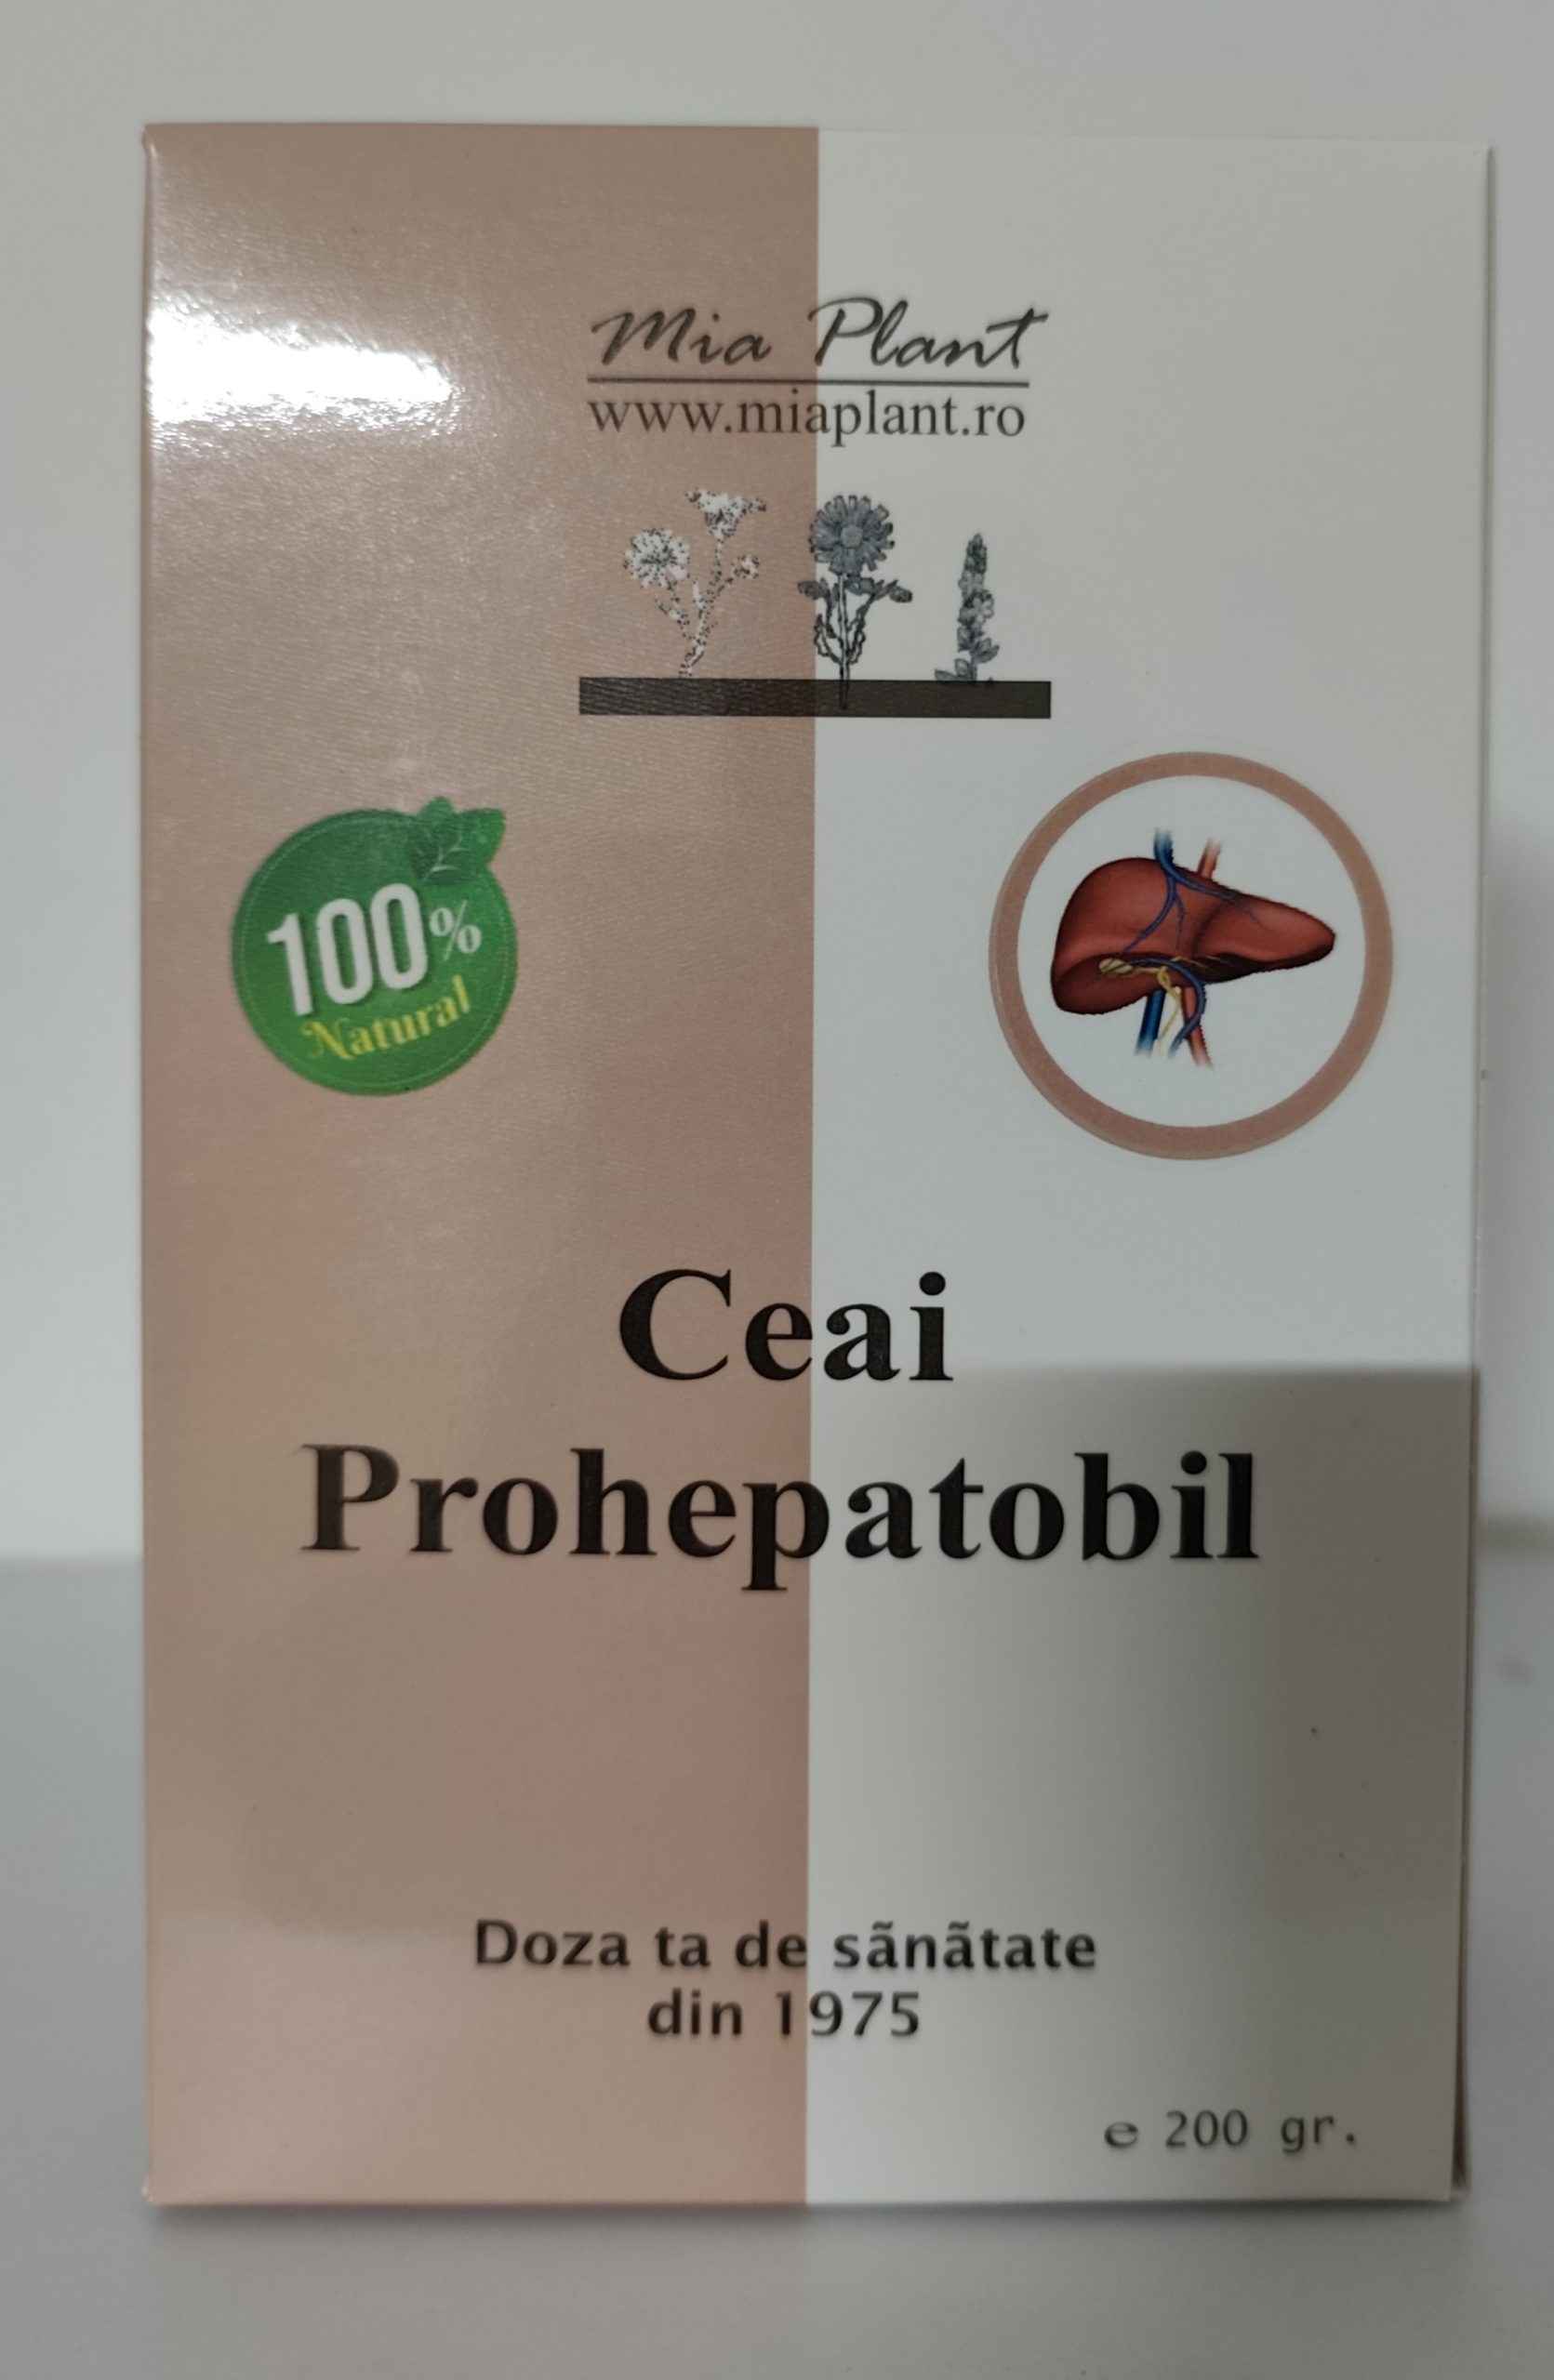 Mia Plant
www.miaplant.ro
100%
Natural
Ceai
Prohepatobil
Doza ta de sãnãtate
din 1975
℮ 200 gr.